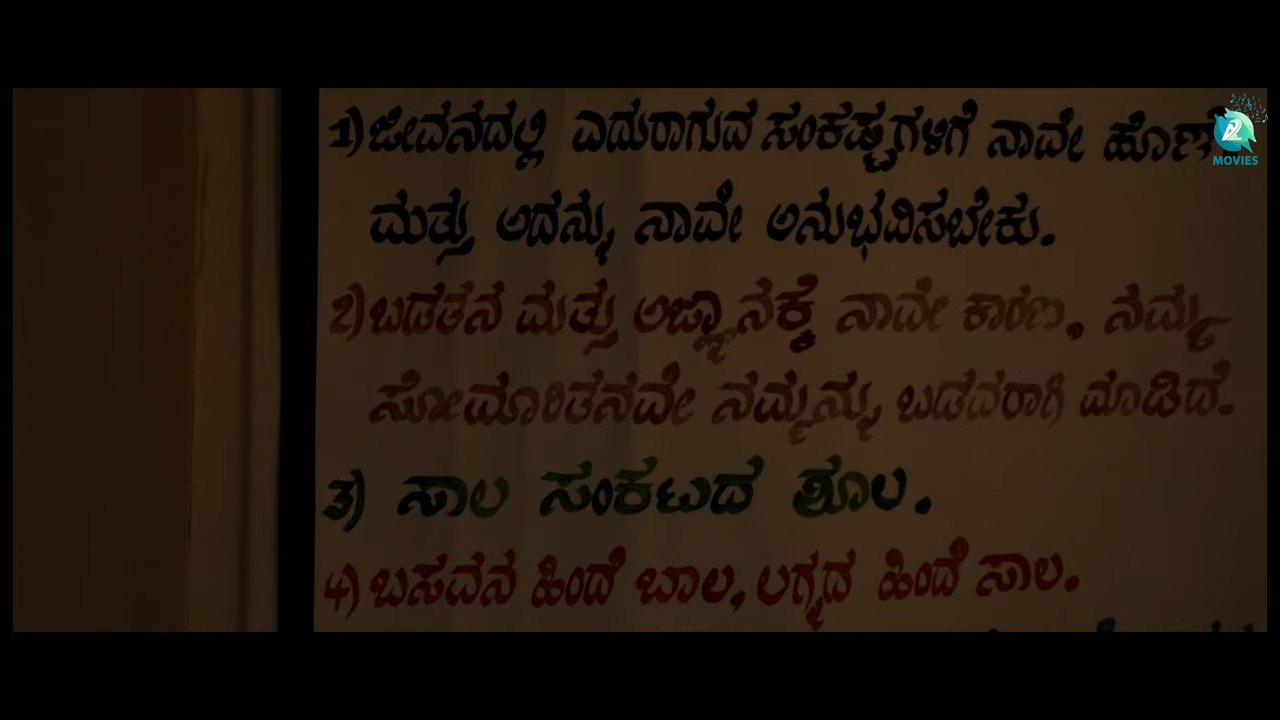 1) ಜೀವನದಲ್ಲಿ ಎದುರಾಗುವ ಸಂಕಷ್ಟಗಳಿಗೆ ನಾವೇ
ಮತ್ತು ಅದನ್ನು ನಾವೇ ಅನುಭವಿಸಬೇಕು.
2) ಬಡತನ ಮತ್ತು ಅಜ್ಞಾನಕ್ಕೆ ನಾವೇ ಕಾರಣ, ನಮ್ಮ
ಸೋಮಾರಿತನವೇ ನಮ್ಮನ್ನು ಬಡವರಾಗಿ ಮಾಡಿದೆ.
3) ಸಾಲ ಸಂಕಟದ ಶೂಲ.
4) ಬಸವನ ಹಿಂದೆ ಬಾಲ, ಲಗ್ನದ ಹಿಂದೆ ಸಾಲ.
MOVIES